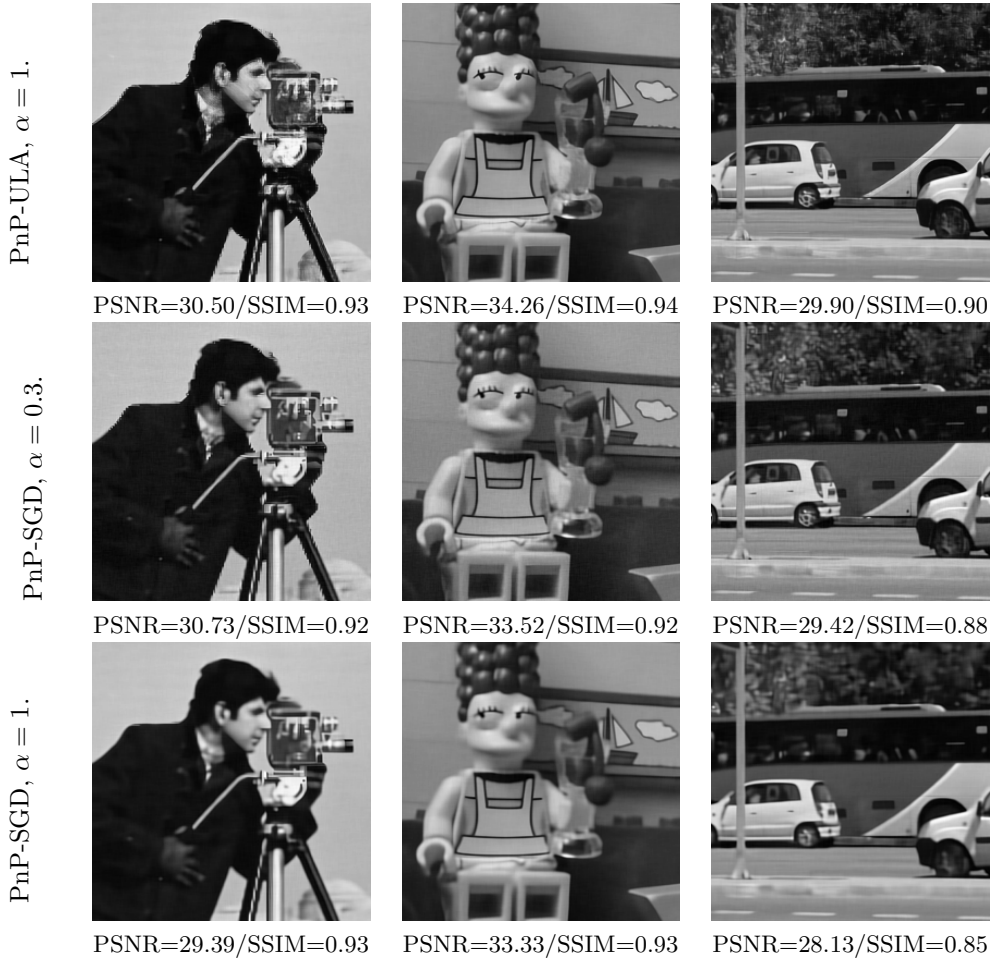 PnP-ULA, α = 1.
PSNR=30.50/SSIM=0.93 PSNR=34.26/SSIM=0.94 PSNR=29.90/SSIM=0.90
PnP-SGD, α = 0.3.
PSNR=30.73/SSIM=0.92 PSNR=33.52/SSIM=0.92 PSNR=29.42/SSIM=0.88
PnP-SGD, α = 1.
PSNR=29.39/SSIM=0.93 PSNR=33.33/SSIM=0.93 PSNR=28.13/SSIM=0.85